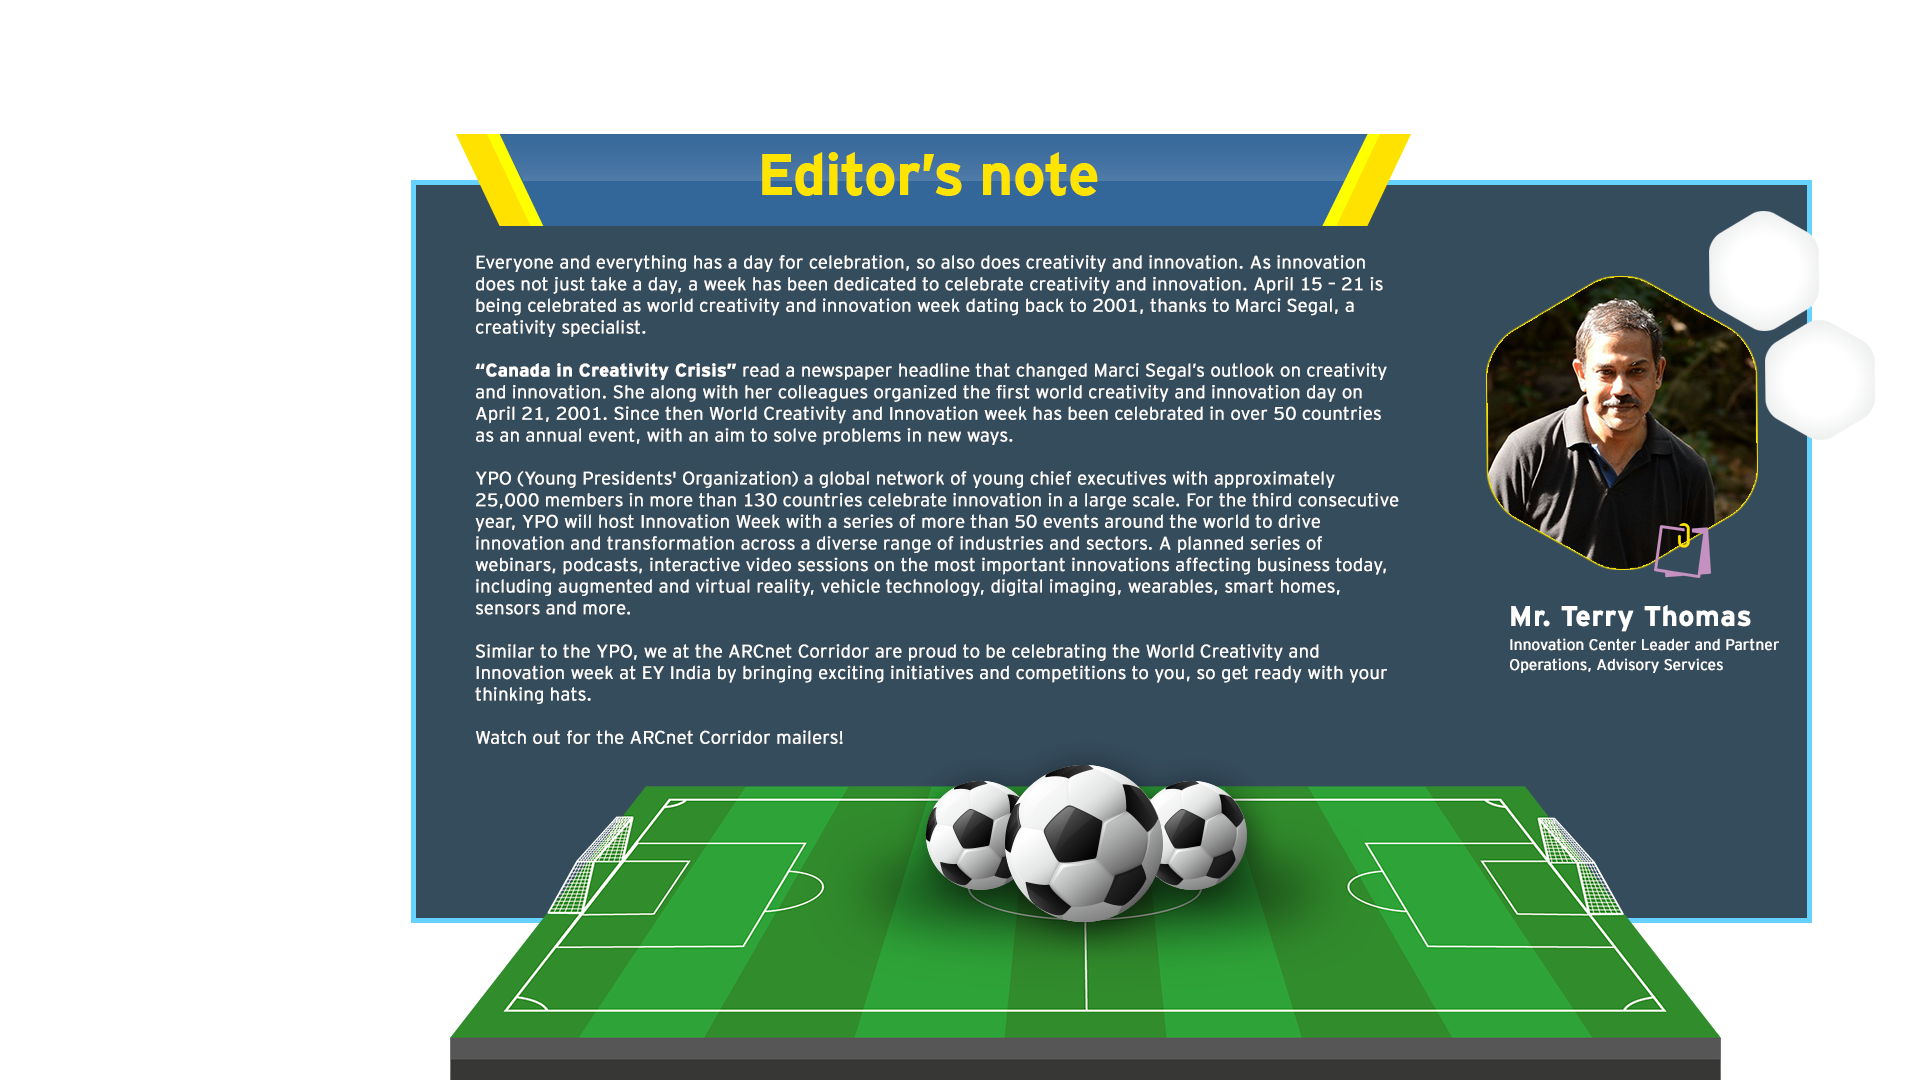 Editor's note
Everyone and everything has a day for celebration, so also does creativity and innovation. As innovation
does not just take a day, a week has been dedicated to celebrate creativity and innovation. April 15 – 21 is
being celebrated as world creativity and innovation week dating back to 2001, thanks to Marci Segal, a
creativity specialist.
“Canada in Creativity Crisis” read a newspaper headline that changed Marci Segal's outlook on creativity
and innovation. She along with her colleagues organized the first world creativity and innovation day on
April 21, 2001. Since then World Creativity and Innovation week has been celebrated in over 50 countries
as an annual event, with an aim to solve problems in new ways.
YPO (Young Presidents' Organization) a global network of young chief executives with approximately
25,000 members in more than 130 countries celebrate innovation in a large scale. For the third consecutive
year, YPO will host Innovation Week with a series of more than 50 events around the world to drive
innovation and transformation across a diverse range of industries and sectors. A planned series of
webinars, podcasts, interactive video sessions on the most important innovations affecting business today,
including augmented and virtual reality, vehicle technology, digital imaging, wearables, smart homes,
sensors and more.
Similar to the YPO, we at the ARCnet Corridor are proud to be celebrating the World Creativity and
Innovation week at EY India by bringing exciting initiatives and competitions to you, so get ready with your
thinking hats.
Watch out for the ARCnet Corridor mailers!
Mr. Terry Thomas
Innovation Center Leader and Partner
Operations, Advisory Services